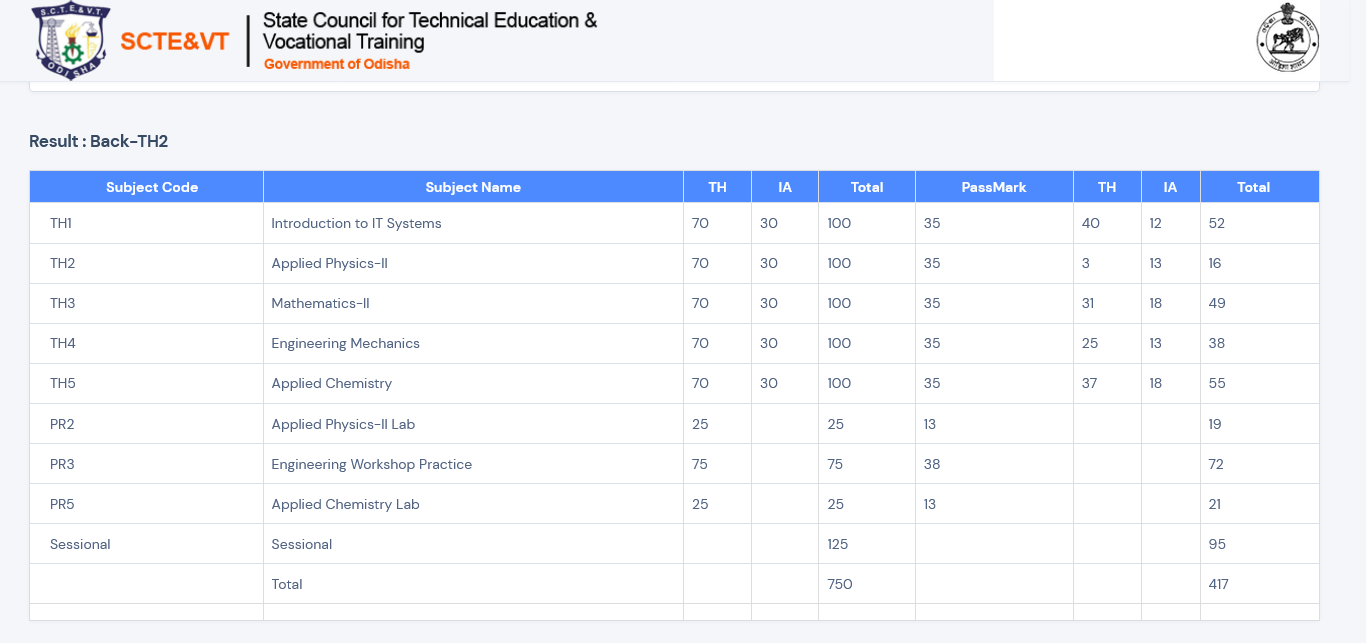 S.C.T.E.&V.T.
ODISHA
SCTE&VT
State Council for Technical Education &
Vocational Training
Government of Odisha
Result : Back-TH2
Subject Code Subject Name TH IA Total PassMark TH IA Total
TH1 Introduction to IT Systems 70 30 100 35 40 12 52
TH2 Applied Physics-II 70 30 100 35 3 13 16
TH3 Mathematics-II 70 30 100 35 31 18 49
TH4 Engineering Mechanics 70 30 100 35 25 13 38
TH5 Applied Chemistry 70 30 100 35 37 18 55
PR2 Applied Physics-II Lab 25 25 13 19
PR3 Engineering Workshop Practice 75 75 38 72
PR5 Applied Chemistry Lab 25 25 13 21
Sessional Sessional 125 95
Total 750 417